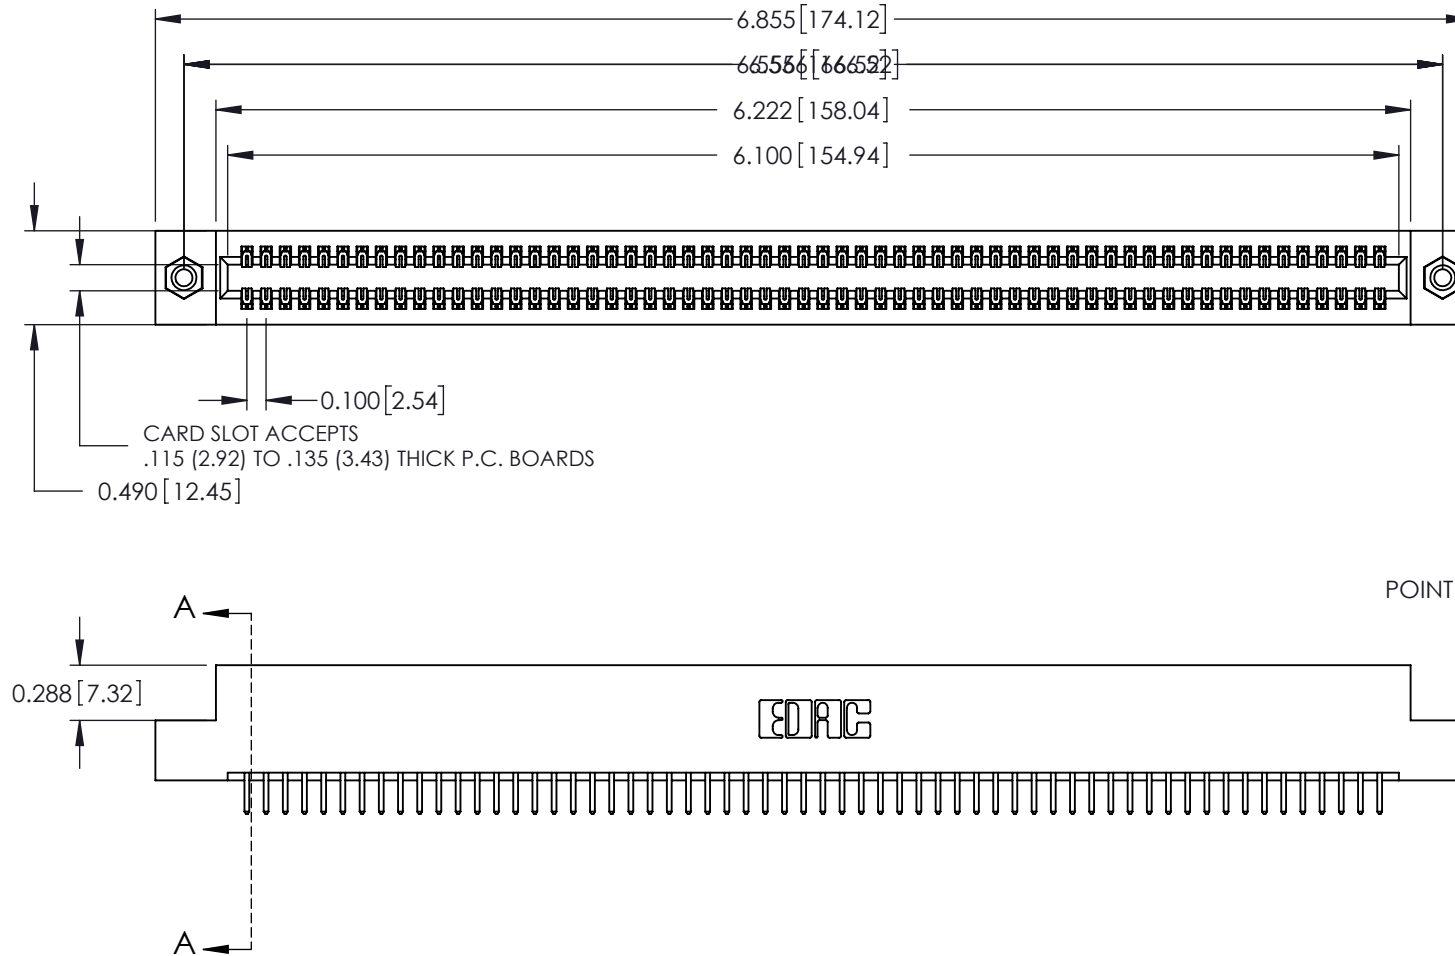 6.855[174.12]
6.222[158.04]
6.100[154.94]
0.100[2.54]
CARD SLOT ACCEPTS
.115 (2.92) TO .135 (3.43) THICK P.C. BOARDS
0.490[12.45]
POINT
A
0.288[7.32]
EDAC
A